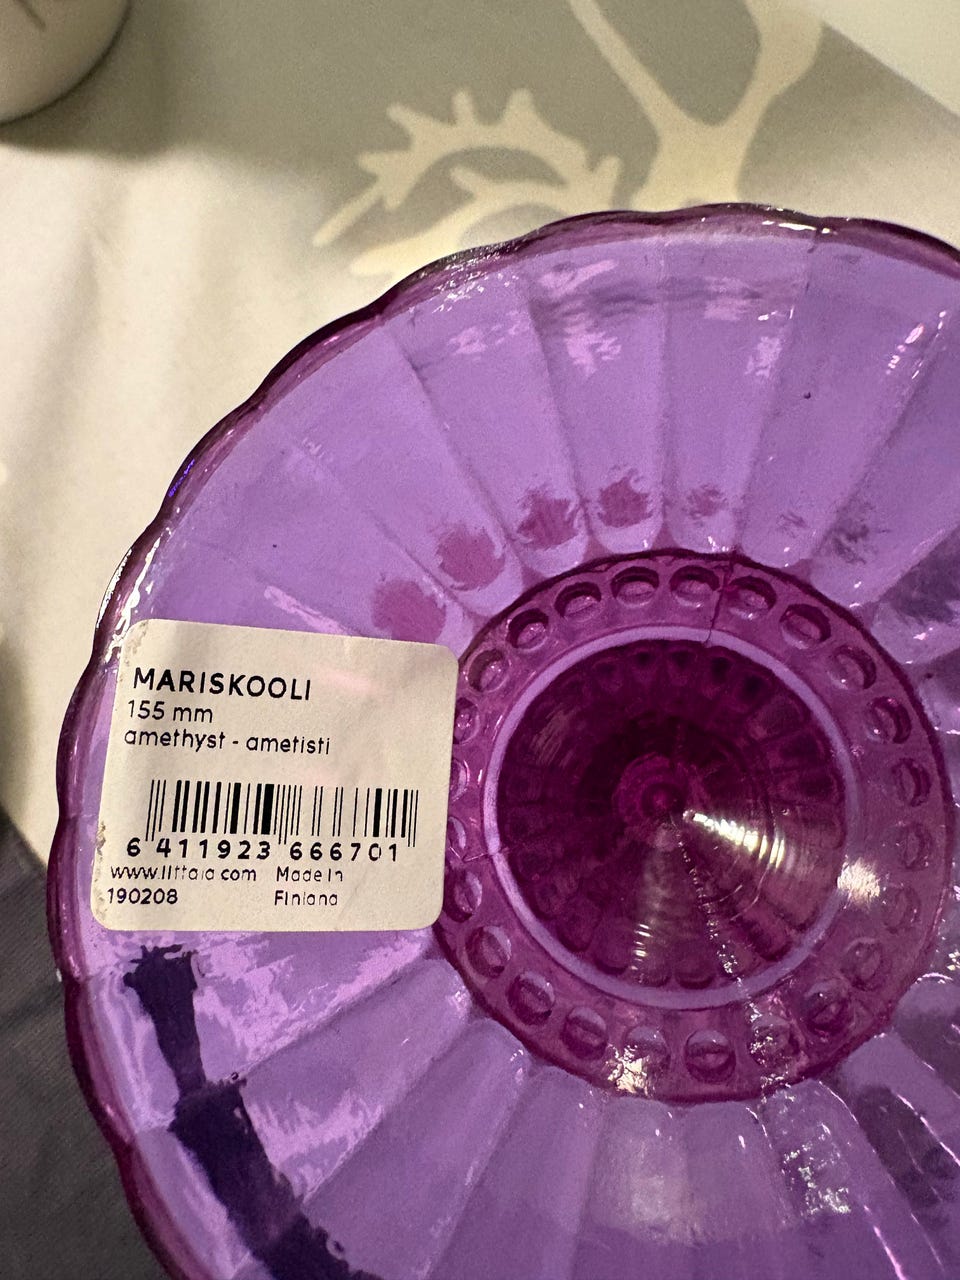 MARISKOOLI
155 mm
amethyst - ametisti
6 411923 666701
www.iittala.com Made in
190208 Finland